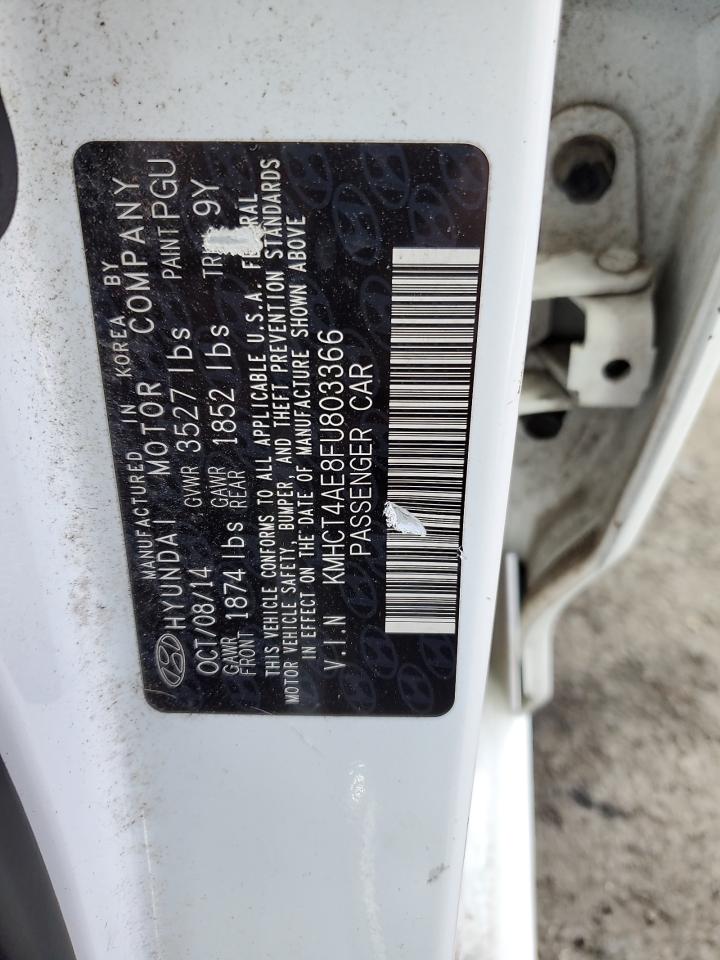 MANUFACTURED IN KOREA BY
HYUNDAI MOTOR COMPANY
OCT/08/14 GVWR 3527 lbs PAINT PGU
GAWR FRONT 1874 lbs GAWR REAR 1852 lbs 9Y
THIS VEHICLE CONFORMS TO ALL APPLICABLE U.S.A.
MOTOR VEHICLE SAFETY, BUMPER, AND THEFT PREVENTION STANDARDS
IN EFFECT ON THE DATE OF MANUFACTURE SHOWN ABOVE
V.I.N KMHCT4AE8FU803366
PASSENGER CAR